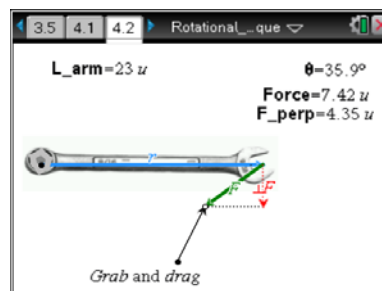 3.5 4.1 4.2 Rotational_…que
L_arm=23 u
θ=35.9º
Force=7.42 u
F_perp=4.35 u
r
F
⊥F
Grab and drag